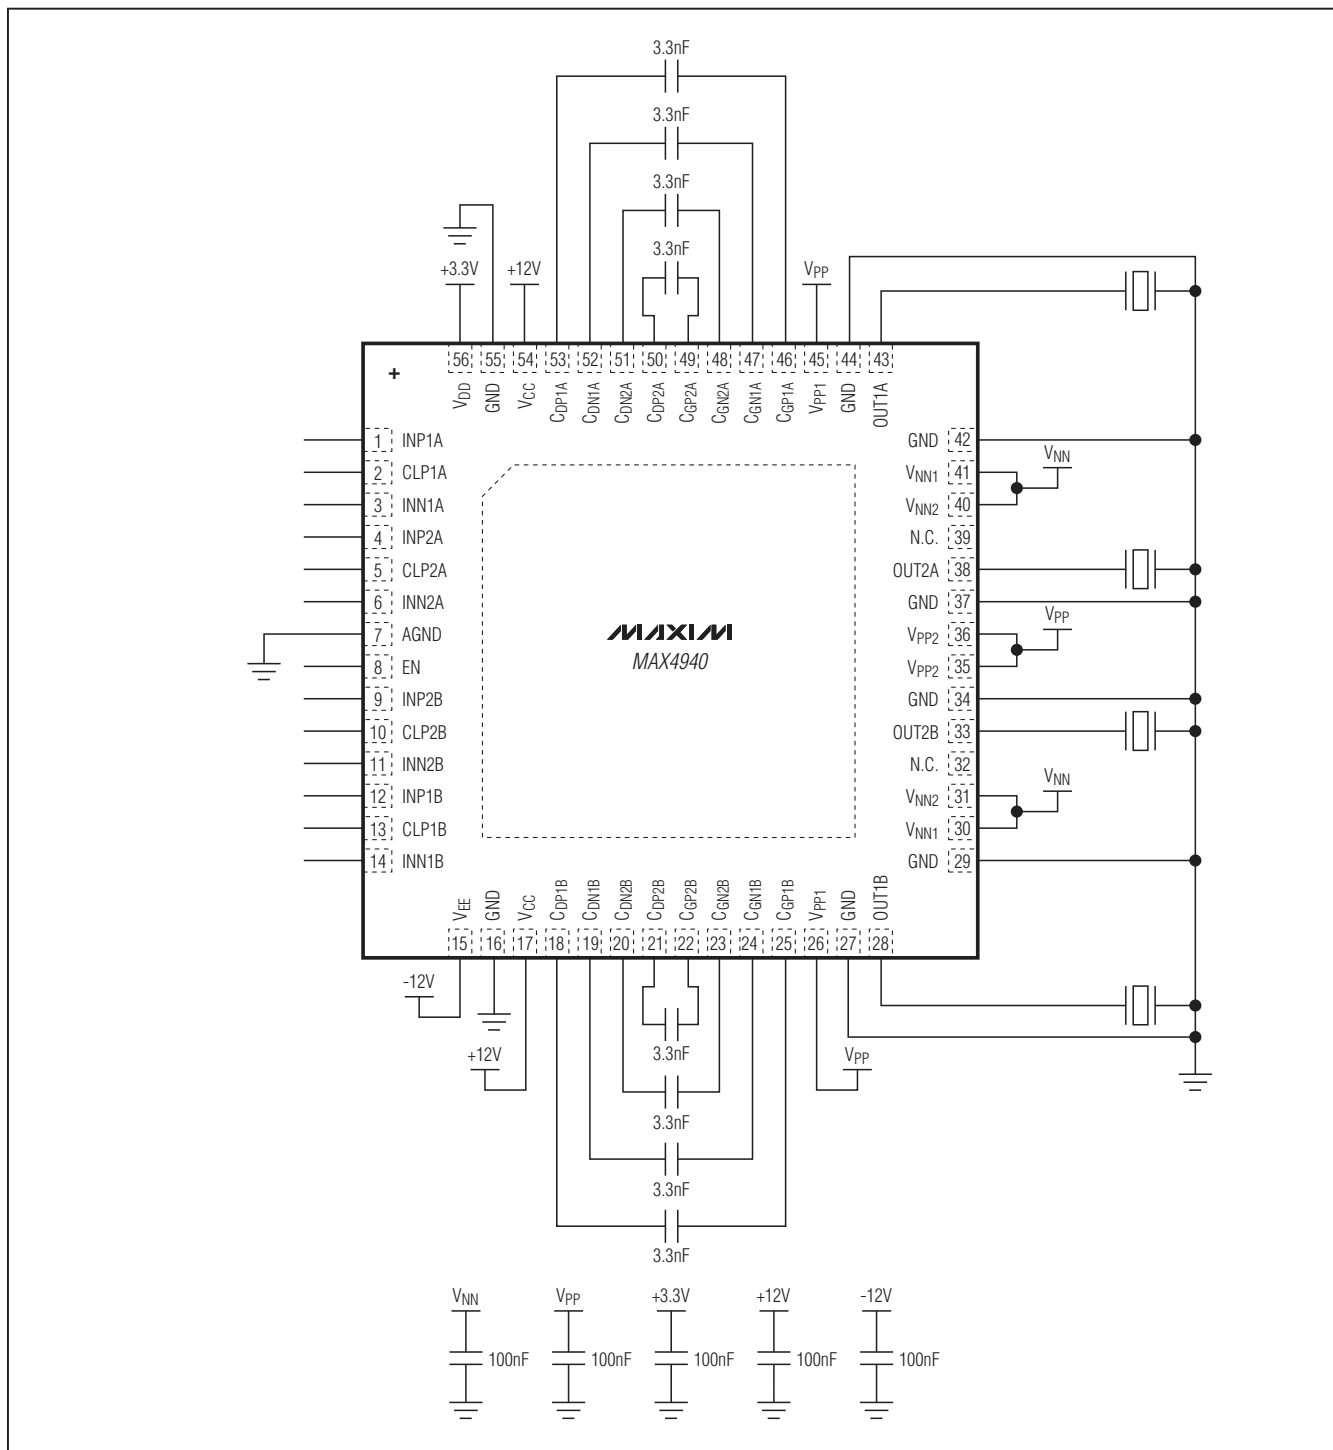 3.3nF
3.3nF
3.3nF
3.3nF
+3.3V +12V VPP
56 55 54 53 52 51 50 49 48 47 46 45 44 43
VDD GND VCC CDP1A CDN1A CDN2A CDP2A CGP2A CGN2A CGN1A CGP1A VPP1 GND OUT1A
+
1 INP1A
2 CLP1A
3 INN1A
4 INP2A
5 CLP2A
6 INN2A
7 AGND
8 EN
9 INP2B
10 CLP2B
11 INN2B
12 INP1B
13 CLP1B
14 INN1B
MAXIM
MAX4940
GND 42
VNN1 41
VNN
VNN2 40
N.C. 39
OUT2A 38
GND 37
VPP2 36
VPP
VPP2 35
GND 34
OUT2B 33
N.C. 32
VNN2 31
VNN
VNN1 30
GND 29
VEE GND VCC CDP1B CDN1B CDN2B CDP2B CGP2B CGN2B CGN1B CGP1B VPP1 GND OUT1B
15 16 17 18 19 20 21 22 23 24 25 26 27 28
-12V
+12V
VPP
3.3nF
3.3nF
3.3nF
3.3nF
VNN VPP +3.3V +12V -12V
100nF 100nF 100nF 100nF 100nF